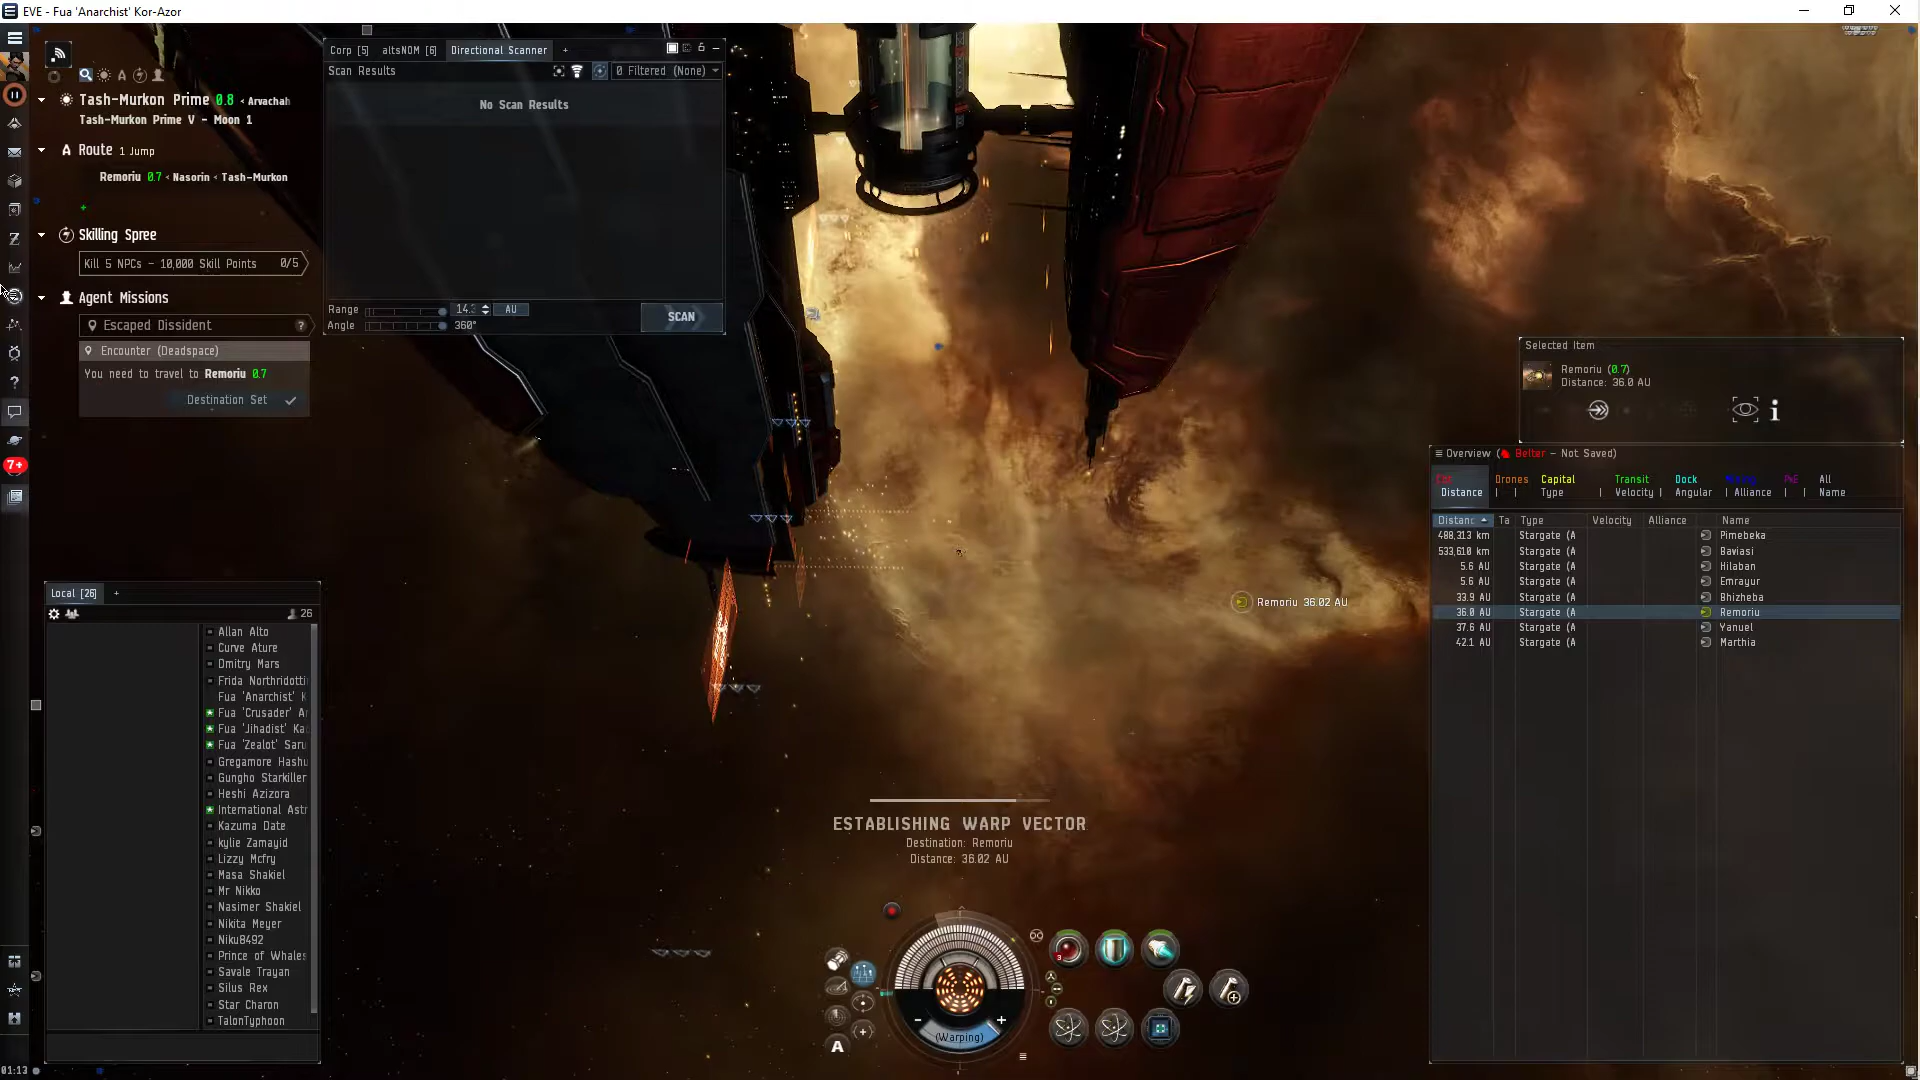 EVE - Fua 'Anarchist' Kor-Azor
Tash-Murkon Prime 0.8 < Arvachah
Tash-Murkon Prime V - Moon 1
Route 1 Jump
Remoriu 0.7 < Nasorin < Tash-Murkon
Skilling Spree
Kill 5 NPCs - 10,000 Skill Points 0/5
Agent Missions
Escaped Dissident ?
Encounter (Deadspace)
You need to travel to Remoriu 0.7
Destination Set
7+
Corp [5] altsNOM [6] Directional Scanner +
Scan Results 0 Filtered (None)
No Scan Results
Range AU
Angle 360°
SCAN
Local [26] +
26
Allan Alto
Curve Ature
Dmitry Mars
Frida Northridotti
Fua 'Anarchist' K
Fua 'Crusader' Ar
Fua 'Jihadist' Ka
Fua 'Zealot' Saru
Gregamore Hashu
Gungho Starkiller
Heshi Azizora
International Astr
Kazuma Date
kylie Zamayid
Lizzy Mcfry
Masa Shakiel
Mr Nikko
Nasimer Shakiel
Nikita Meyer
Niku8492
Prince of Whales
Savale Trayan
Silus Rex
Star Charon
TalonTyphoon
01:13
Remoriu 36.02 AU
ESTABLISHING WARP VECTOR
Destination: Remoriu
Distance: 36.02 AU
(Warping)
Selected Item
Remoriu (0.7)
Distance: 36.0 AU
Overview (Belter - Not Saved)
Drones Capital Transit Dock PvE All
Distance Type Velocity Angular Alliance Name
Distanc Ta Type Velocity Alliance Name
488,313 km Stargate (A Pimebeka
533,610 km Stargate (A Bawiasi
5.6 AU Stargate (A Hilaban
5.6 AU Stargate (A Emrayur
33.9 AU Stargate (A Bhizheba
36.0 AU Stargate (A Remoriu
37.6 AU Stargate (A Yanuel
42.1 AU Stargate (A Marthia